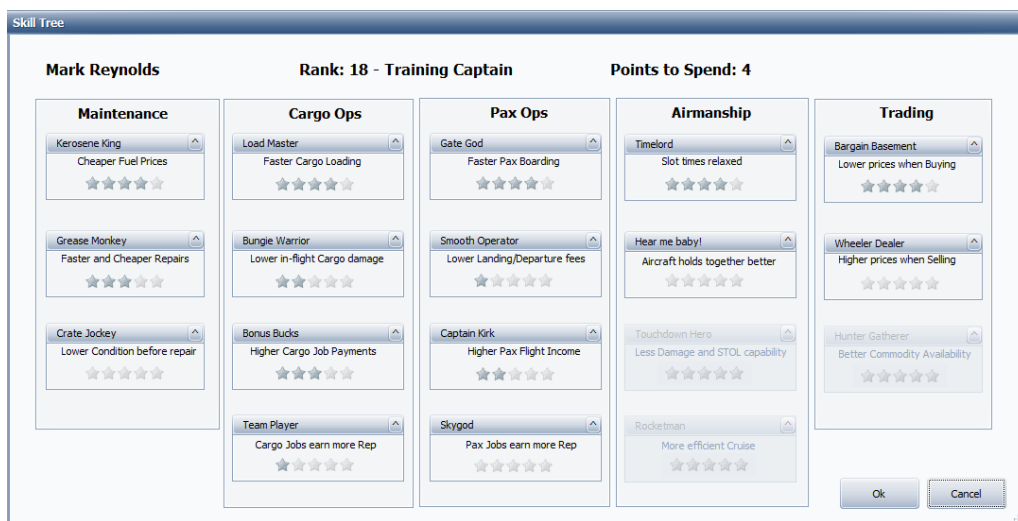 Skill Tree
Mark Reynolds
Rank: 18 - Training Captain
Points to Spend: 4
Maintenance
Kerosene King
Cheaper Fuel Prices
Grease Monkey
Faster and Cheaper Repairs
Crate Jockey
Lower Condition before repair
Cargo Ops
Load Master
Faster Cargo Loading
Bungie Warrior
Lower in-flight Cargo damage
Bonus Bucks
Higher Cargo Job Payments
Team Player
Cargo Jobs earn more Rep
Pax Ops
Gate God
Faster Pax Boarding
Smooth Operator
Lower Landing/Departure fees
Captain Kirk
Higher Pax Flight Income
Skygod
Pax Jobs earn more Rep
Airmanship
Timelord
Slot times relaxed
Hear me baby!
Aircraft holds together better
Touchdown Hero
Less Damage and STOL capability
Rocketman
More efficient Cruise
Trading
Bargain Basement
Lower prices when Buying
Wheeler Dealer
Higher prices when Selling
Hunter Gatherer
Better Commodity Availability
Ok
Cancel